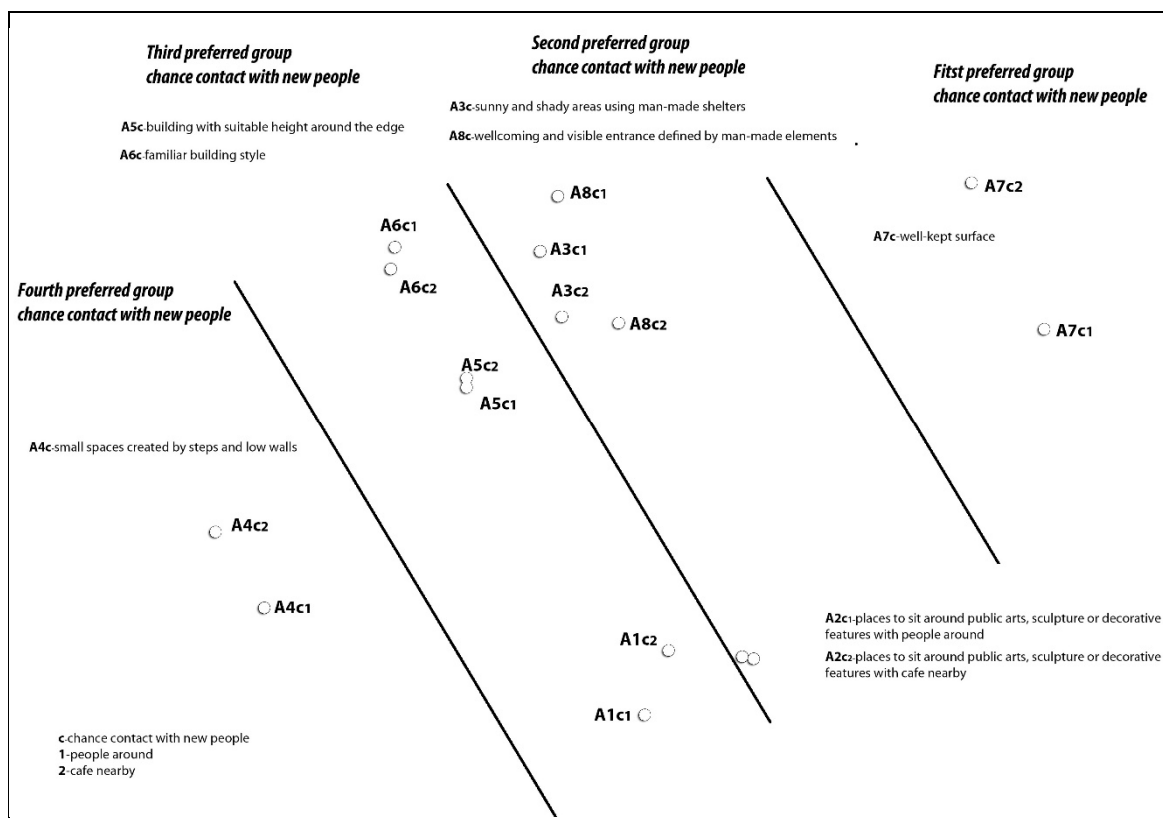 Third preferred group
chance contact with new people
A5c-building with suitable height around the edge
A6c-familiar building style
Second preferred group
chance contact with new people
A3c-sunny and shady areas using man-made shelters
A8c-wellcoming and visible entrance defined by man-made elements
Fitst preferred group
chance contact with new people
A7c2
A7c-well-kept surface
A7c1
A8c1
A6c1
A3c1
A6c2
A3c2
A8c2
Fourth preferred group
chance contact with new people
A5c2
A5c1
A4c-small spaces created by steps and low walls
A4c2
A4c1
A1c2
A1c1
A2c1-places to sit around public arts, sculpture or decorative
features with people around
A2c2-places to sit around public arts, sculpture or decorative
features with cafe nearby
c-chance contact with new people
1-people around
2-cafe nearby